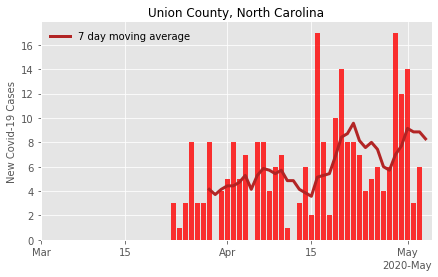 Union County, North Carolina
7 day moving average
New Covid-19 Cases
16
14
12
10
8
6
4
2
0
Mar 15 Apr 15 May
2020-May